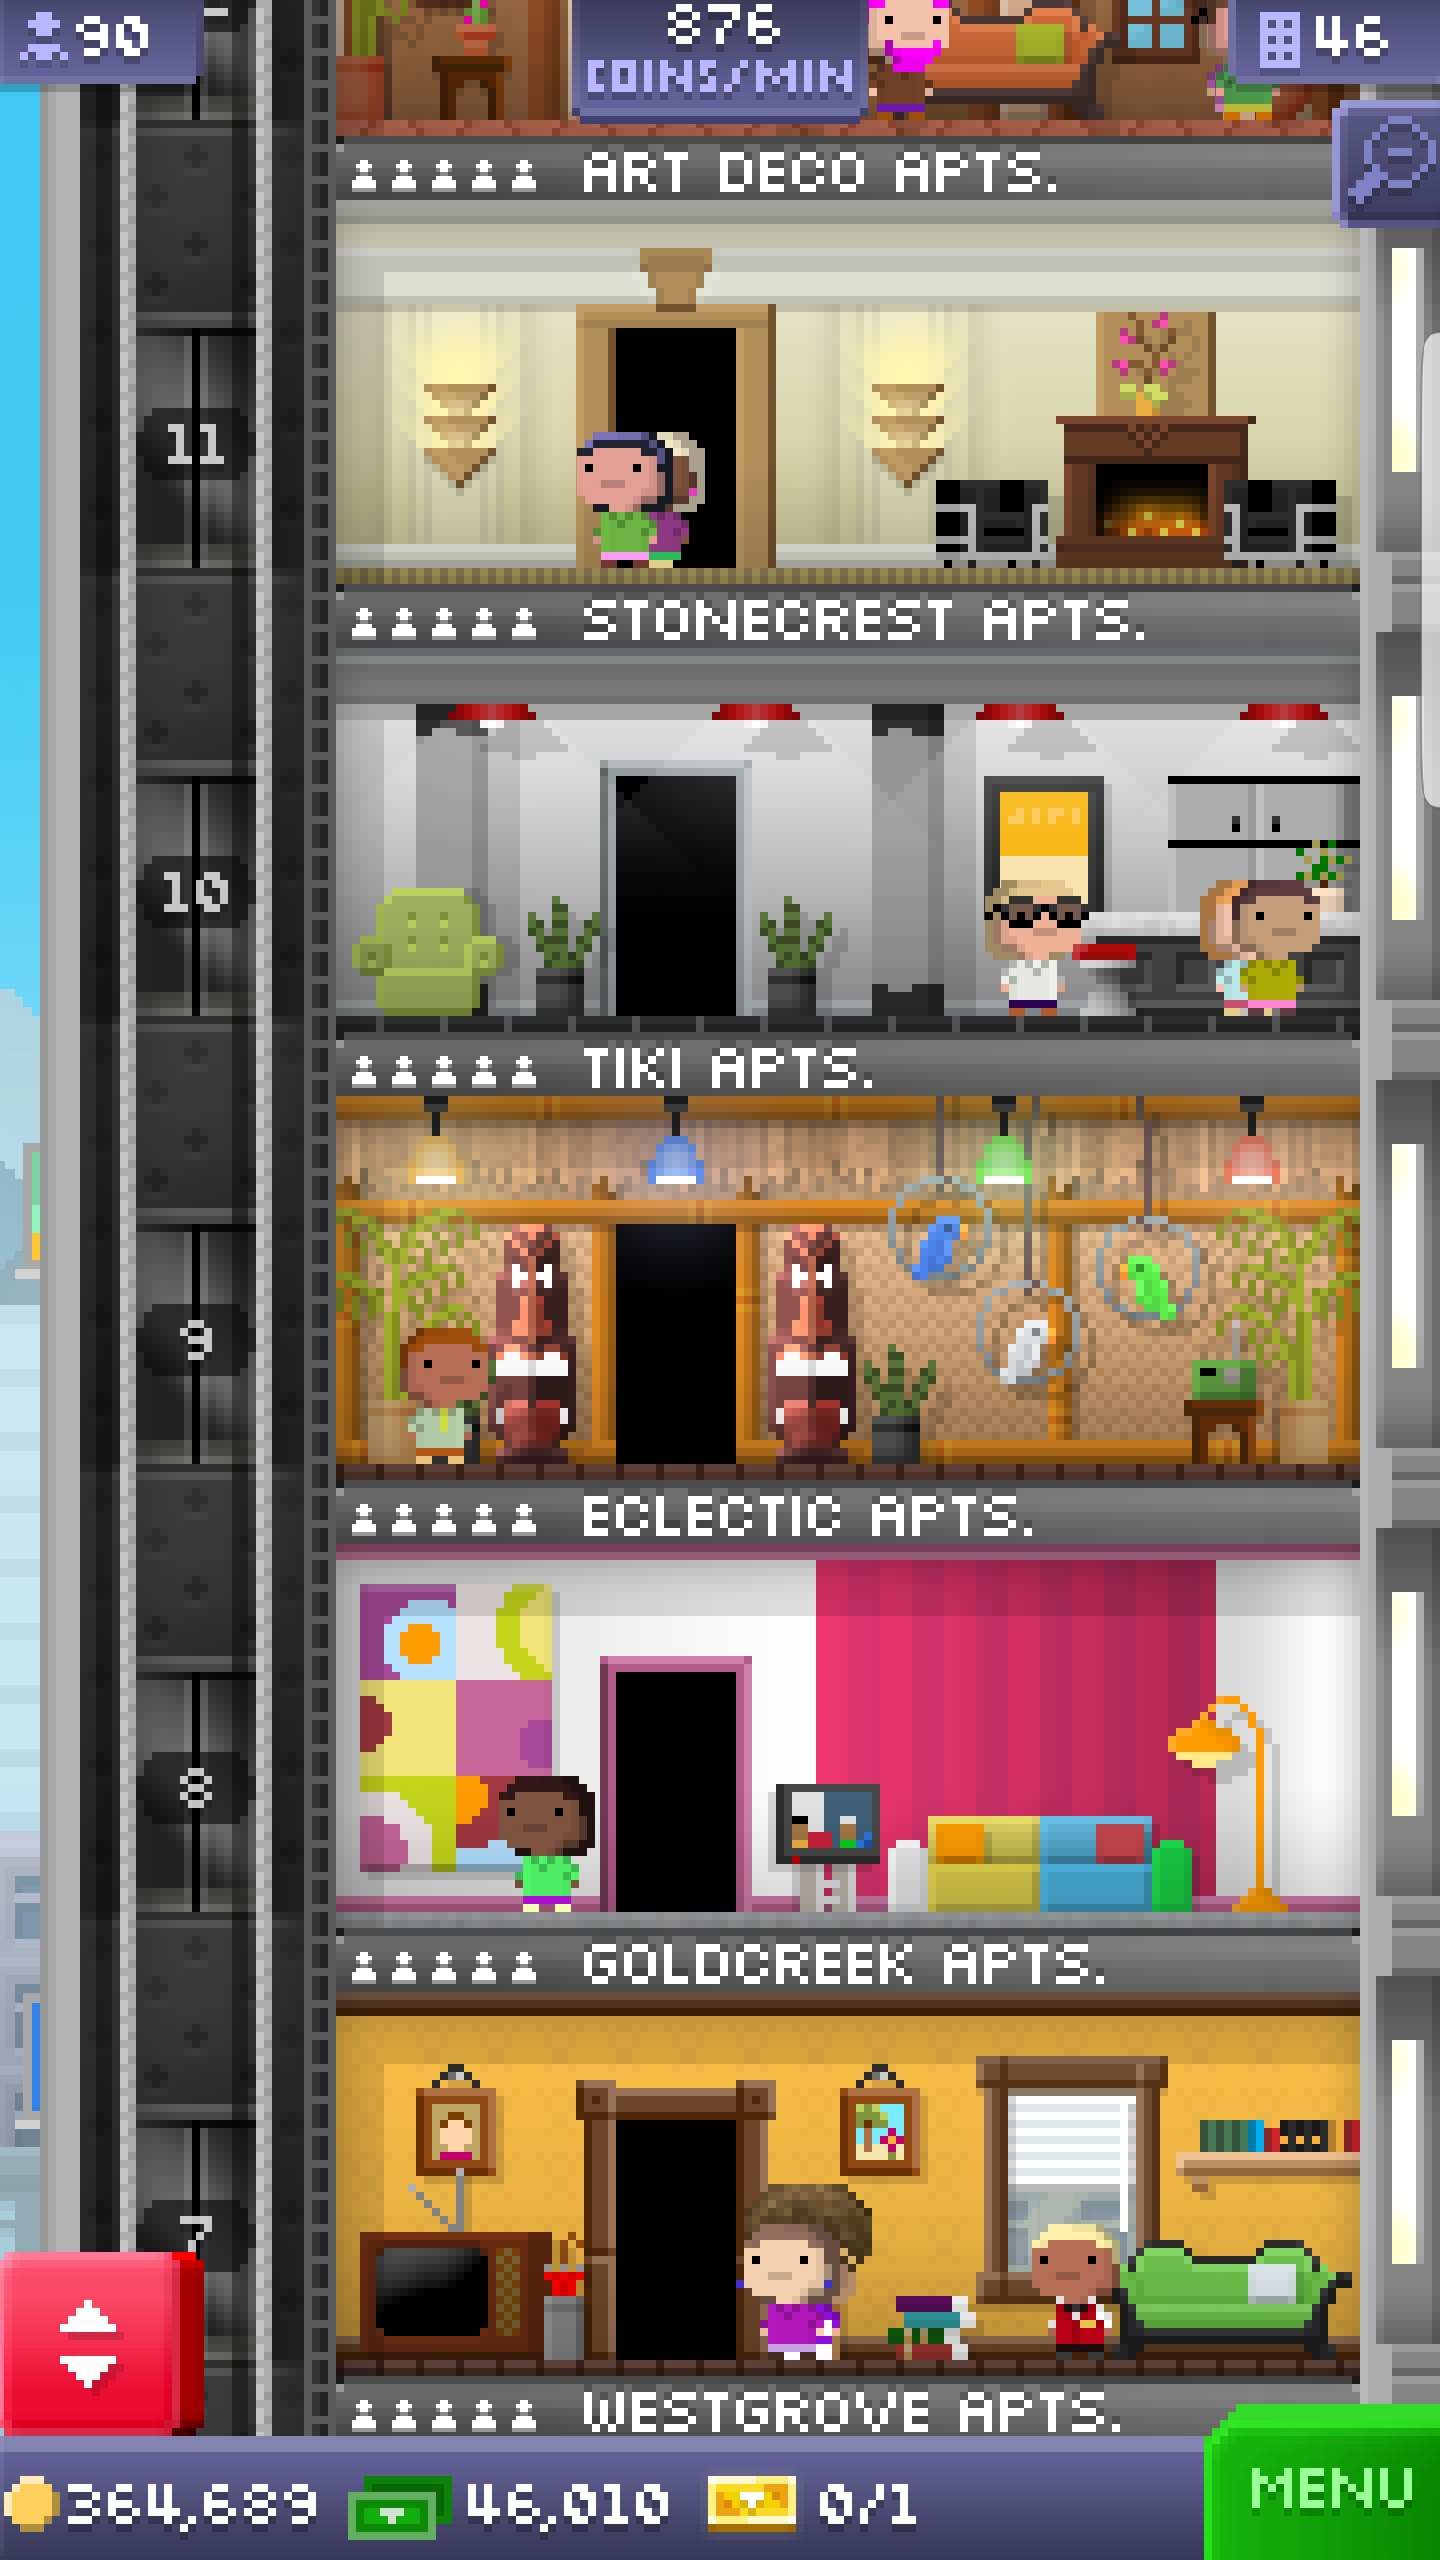 90
876
COINS/MIN
46
ART DECO APTS.
11
STONECREST APTS.
10
TIKI APTS.
9
ECLECTIC APTS.
8
GOLDCREEK APTS.
7
WESTGROVE APTS.
364,689
46,010
0/1
MENU